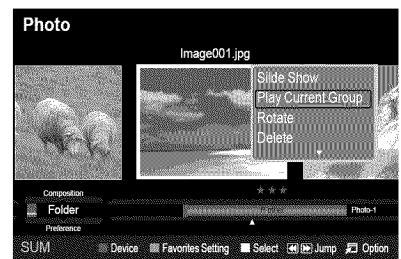 Photo
Image001.jpg
Silde Show
Play Current Group
Rotate
Delete
Composition
Folder
Photo-1
Preference
SUM Device Favorites Setting Select Jump Option